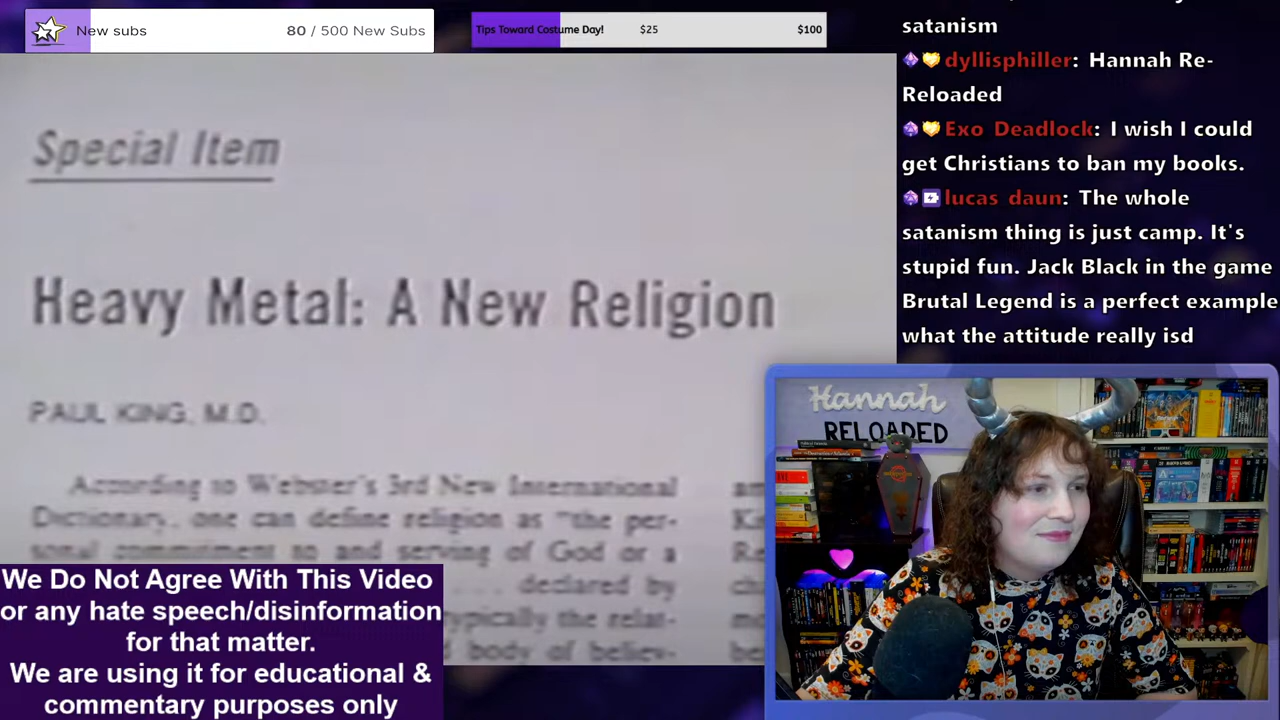 New subs
80 / 500 New Subs
Tips Toward Costume Day!
$25
$100
satanism
dyllisphiller: Hannah Re-
Reloaded
Exo Deadlock: I wish I could
get Christians to ban my books.
lucas daun: The whole
satanism thing is just camp. It's
stupid fun. Jack Black in the game
Brutal Legend is a perfect example
what the attitude really isd
Special Item
Heavy Metal: A New Religion
PAUL KING, M.D.
According to Webster's 3rd New International
Dictionary, one can define religion as "the per-
sonal commitment to and serving of God or a
declared by
typically the relat-
body of believ-
We Do Not Agree With This Video
or any hate speech/disinformation
for that matter.
We are using it for educational &
commentary purposes only
Hannah
RELOADED